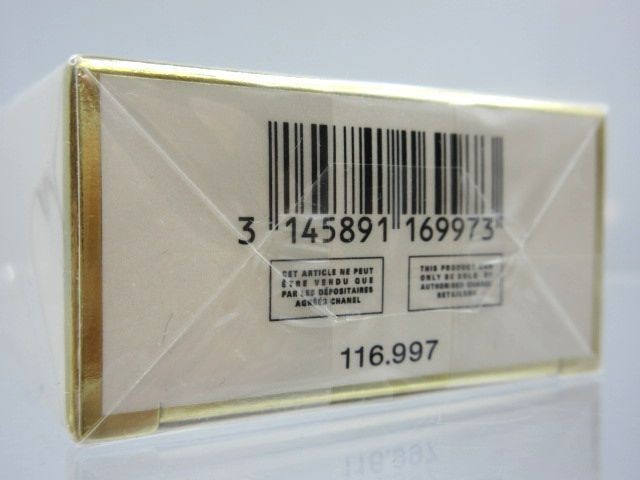 3 145891 169973
CET ARTICLE NE PEUT
ÊTRE VENDU QUE
PAR LES DÉPOSITAIRES
AGRÉÉS CHANEL
THIS PRODUCT CAN
ONLY BE SOLD BY
AUTHORISED CHANEL
RETAILERS
116.997